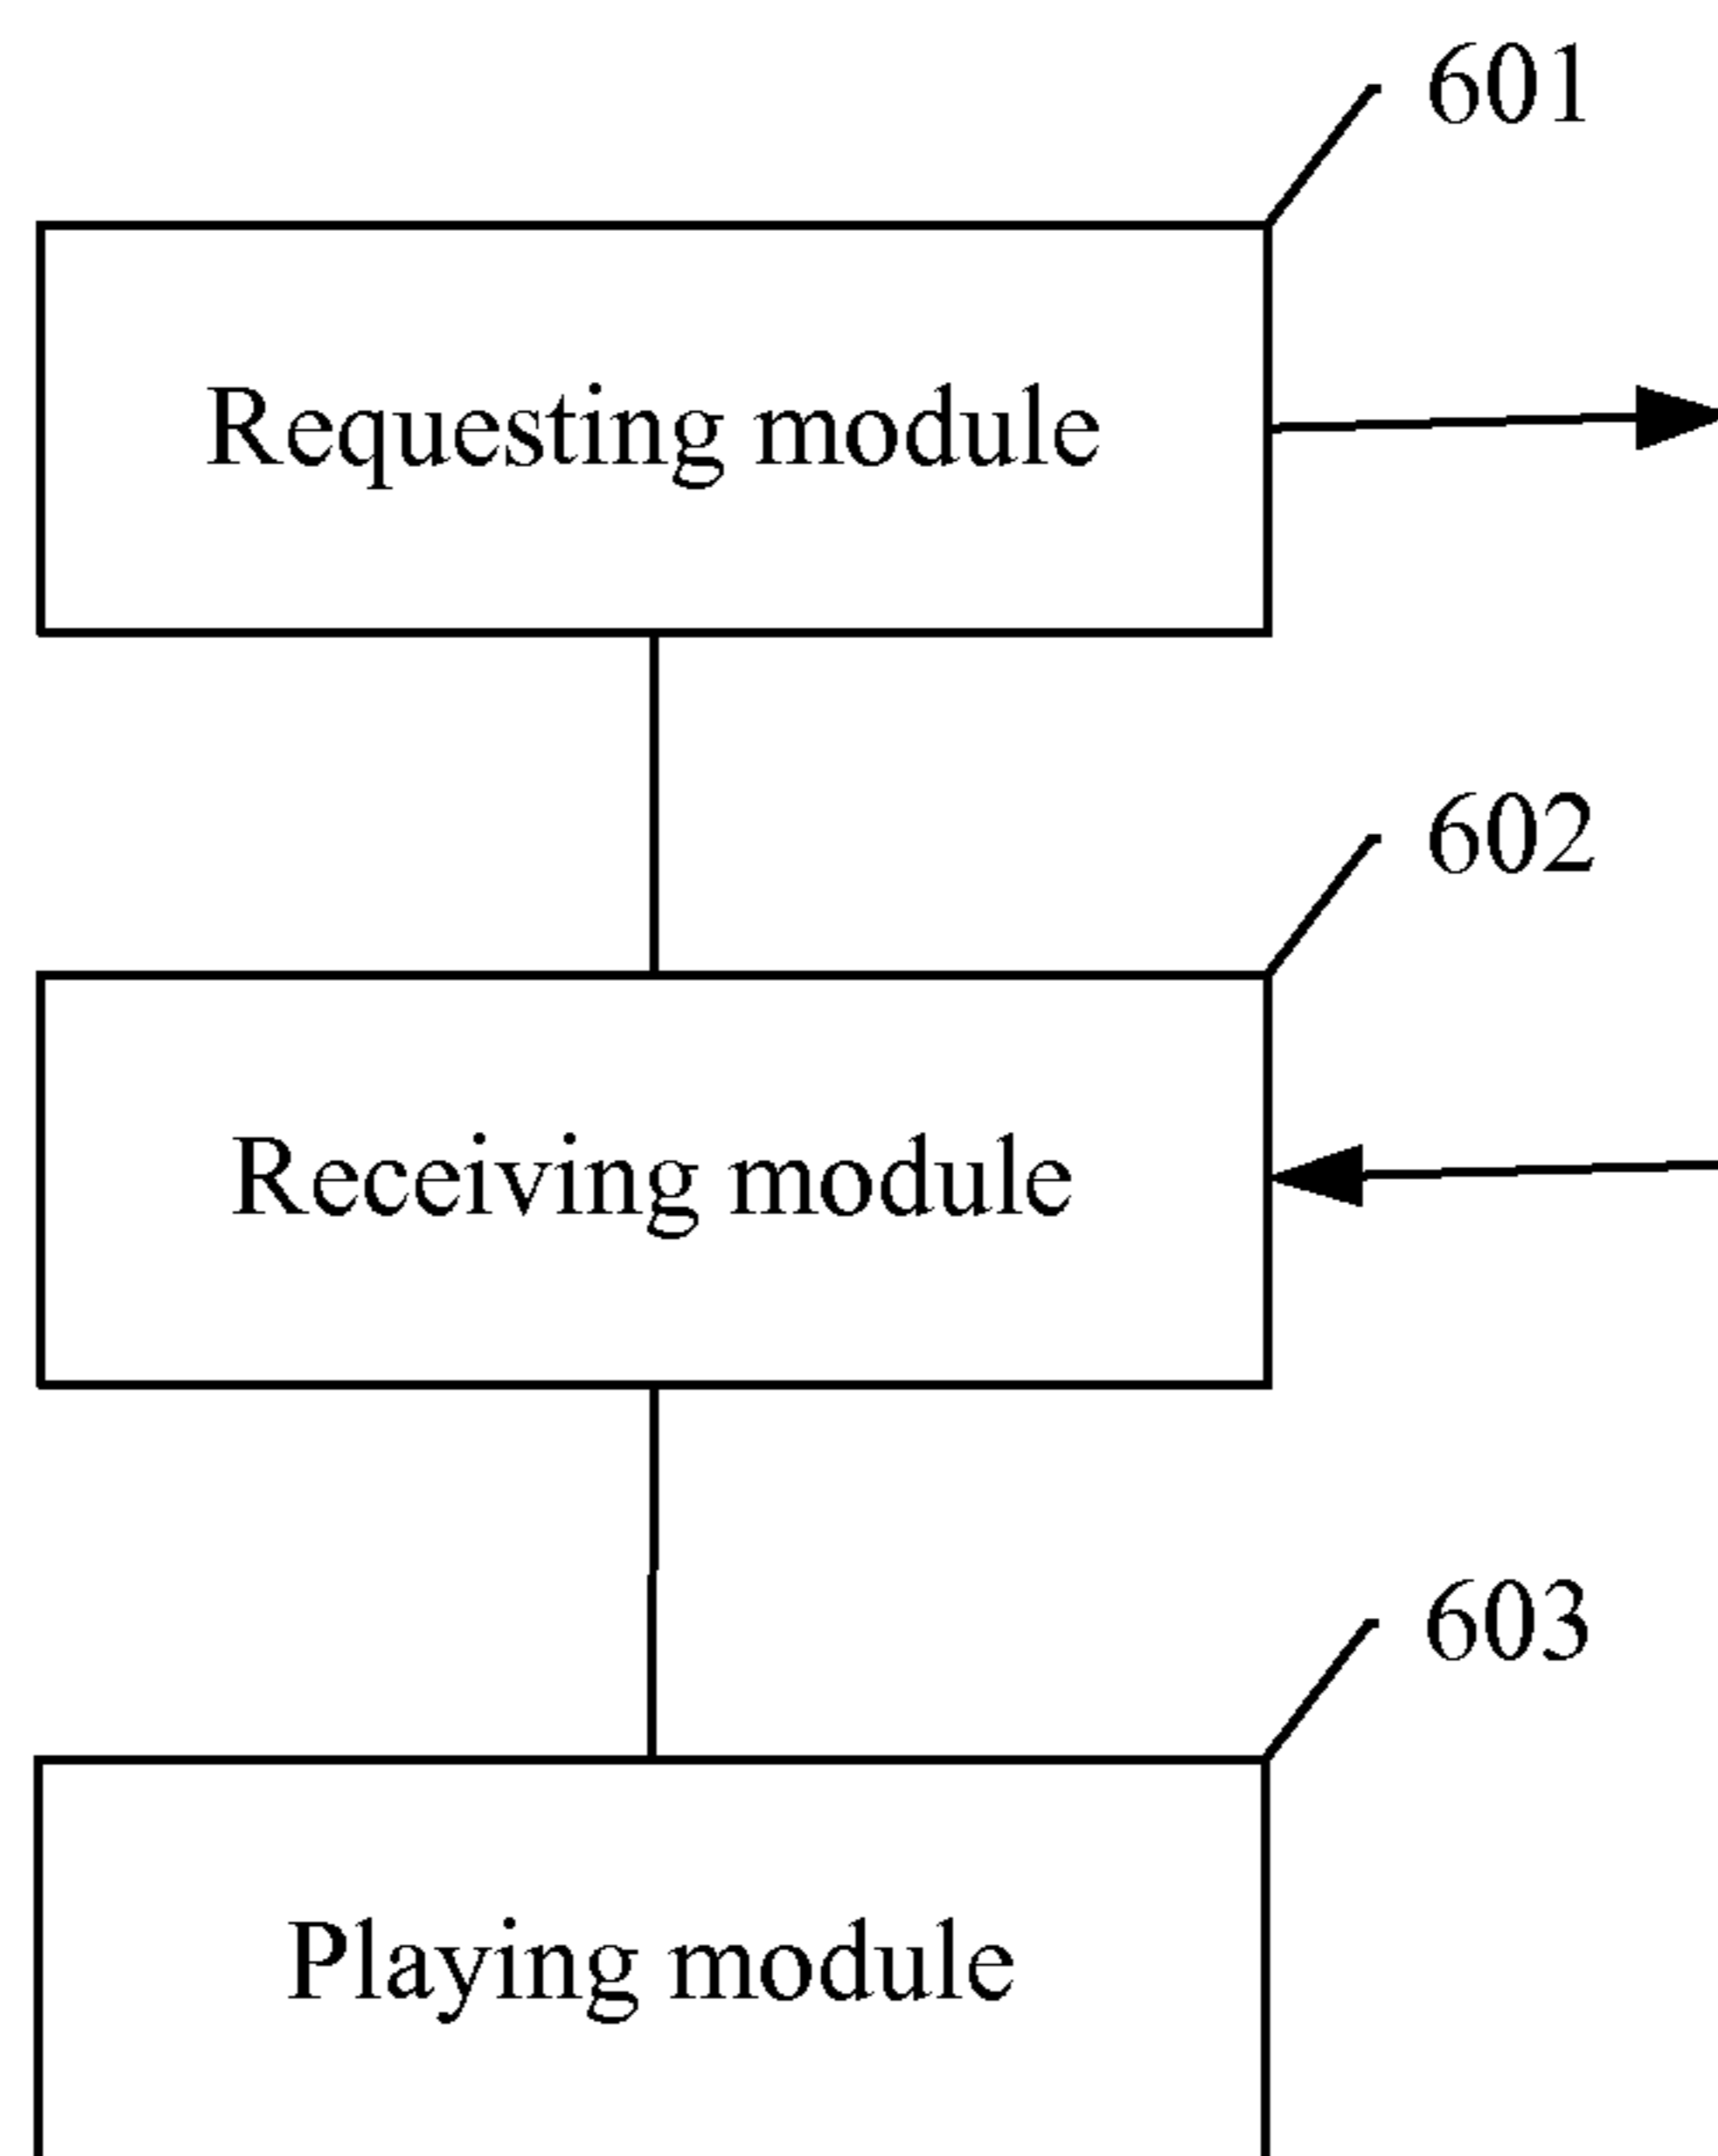 601
Requesting module
602
Receiving module
603
Playing module